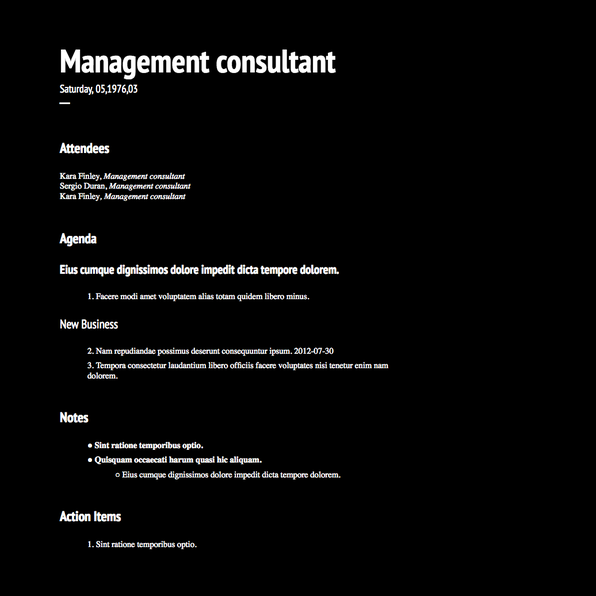 Management consultant
Saturday, 05,1976,03
Attendees
Kara Finley, Management consultant
Sergio Duran, Management consultant
Kara Finley, Management consultant
Agenda
Eius cumque dignissimos dolore impedit dicta tempore dolorem.
1. Facere modi amet voluptatem alias totam quidem libero minus.
New Business
2. Nam repudiandae possimus deserunt consequuntur ipsum. 2012-07-30
3. Tempora consectetur laudantium libero officiis facere voluptates nisi tenetur enim nam
dolorem.
Notes
● Sint ratione temporibus optio.
● Quisquam occaecati harum quasi hic aliquam.
○ Eius cumque dignissimos dolore impedit dicta tempore dolorem.
Action Items
1. Sint ratione temporibus optio.